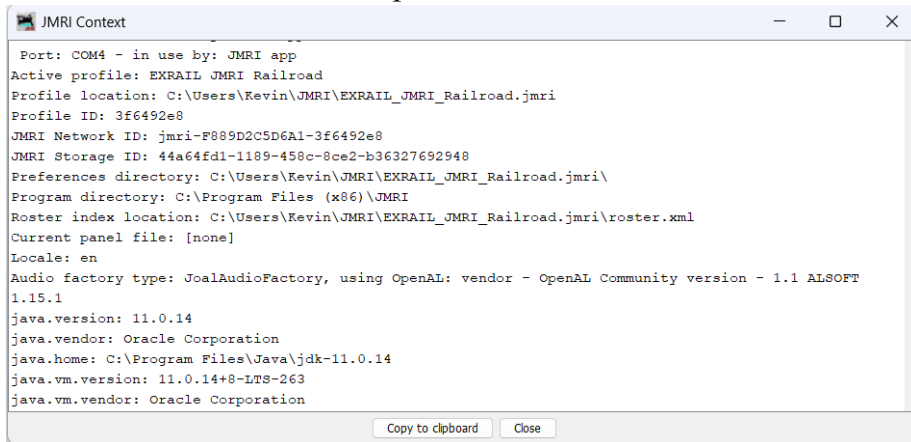 JMRI Context
Port: COM4 - in use by: JMRI app
Active profile: EXRAIL JMRI Railroad
Profile location: C:\Users\Kevin\JMRI\EXRAIL_JMRI_Railroad.jmri
Profile ID: 3f6492e8
JMRI Network ID: jmri-F889D2C5D6A1-3f6492e8
JMRI Storage ID: 44a64fd1-1189-458c-8ce2-b36327692948
Preferences directory: C:\Users\Kevin\JMRI\EXRAIL_JMRI_Railroad.jmri\
Program directory: C:\Program Files (x86)\JMRI
Roster index location: C:\Users\Kevin\JMRI\EXRAIL_JMRI_Railroad.jmri\roster.xml
Current panel file: [none]
Locale: en
Audio factory type: JoalAudioFactory, using OpenAL: vendor - OpenAL Community version - 1.1 ALSOFT
1.15.1
java.version: 11.0.14
java.vendor: Oracle Corporation
java.home: C:\Program Files\Java\jdk-11.0.14
java.vm.version: 11.0.14+8-LTS-263
java.vm.vendor: Oracle Corporation
Copy to clipboard Close